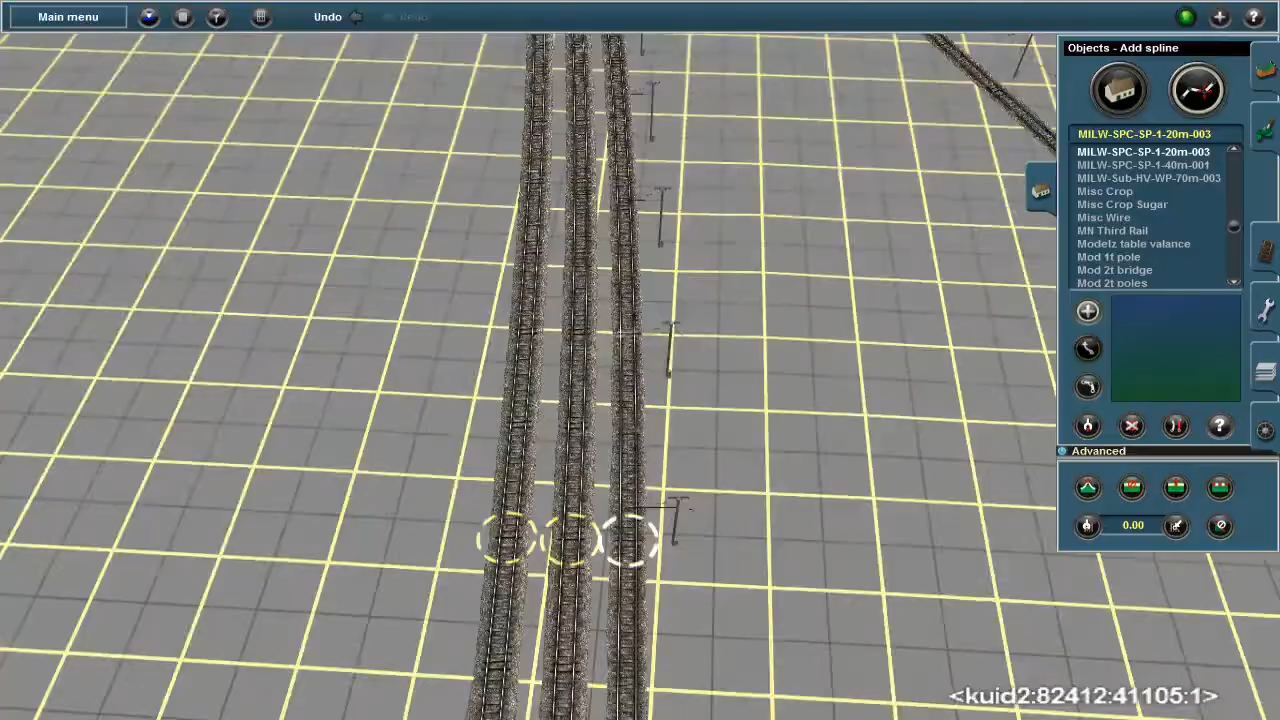 Main menu
Undo
Redo
Objects - Add spline
MILW-SPC-SP-1-20m-003
MILW-SPC-SP-1-20m-003
MILW-SPC-SP-1-40m-001
MILW-Sub-HV-WP-70m-003
Misc Crop
Misc Crop Sugar
Misc Wire
MN Third Rail
Modelz table valance
Mod 1t pole
Mod 2t bridge
Mod 2t poles
Advanced
0.00
<kuid2:82412:41105:1>